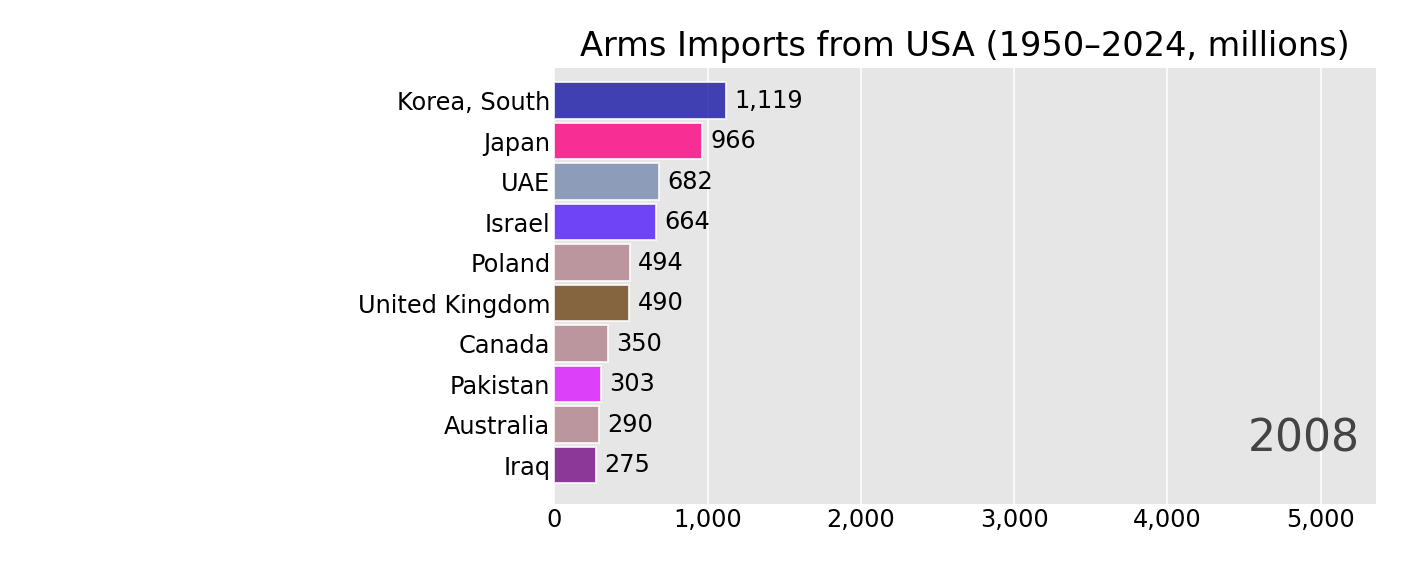 Arms Imports from USA (1950–2024, millions)
Korea, South 1,119
Japan 966
UAE 682
Israel 664
Poland 494
United Kingdom 490
Canada 350
Pakistan 303
Australia 290
Iraq 275
2008
0 1,000 2,000 3,000 4,000 5,000